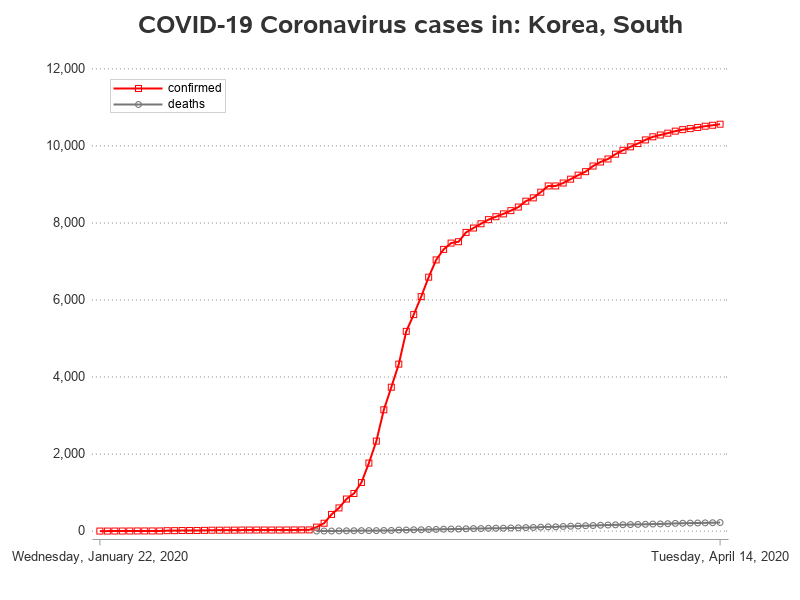 COVID-19 Coronavirus cases in: Korea, South
12,000
confirmed
deaths
10,000
8,000
6,000
4,000
2,000
0
Wednesday, January 22, 2020 Tuesday, April 14, 2020